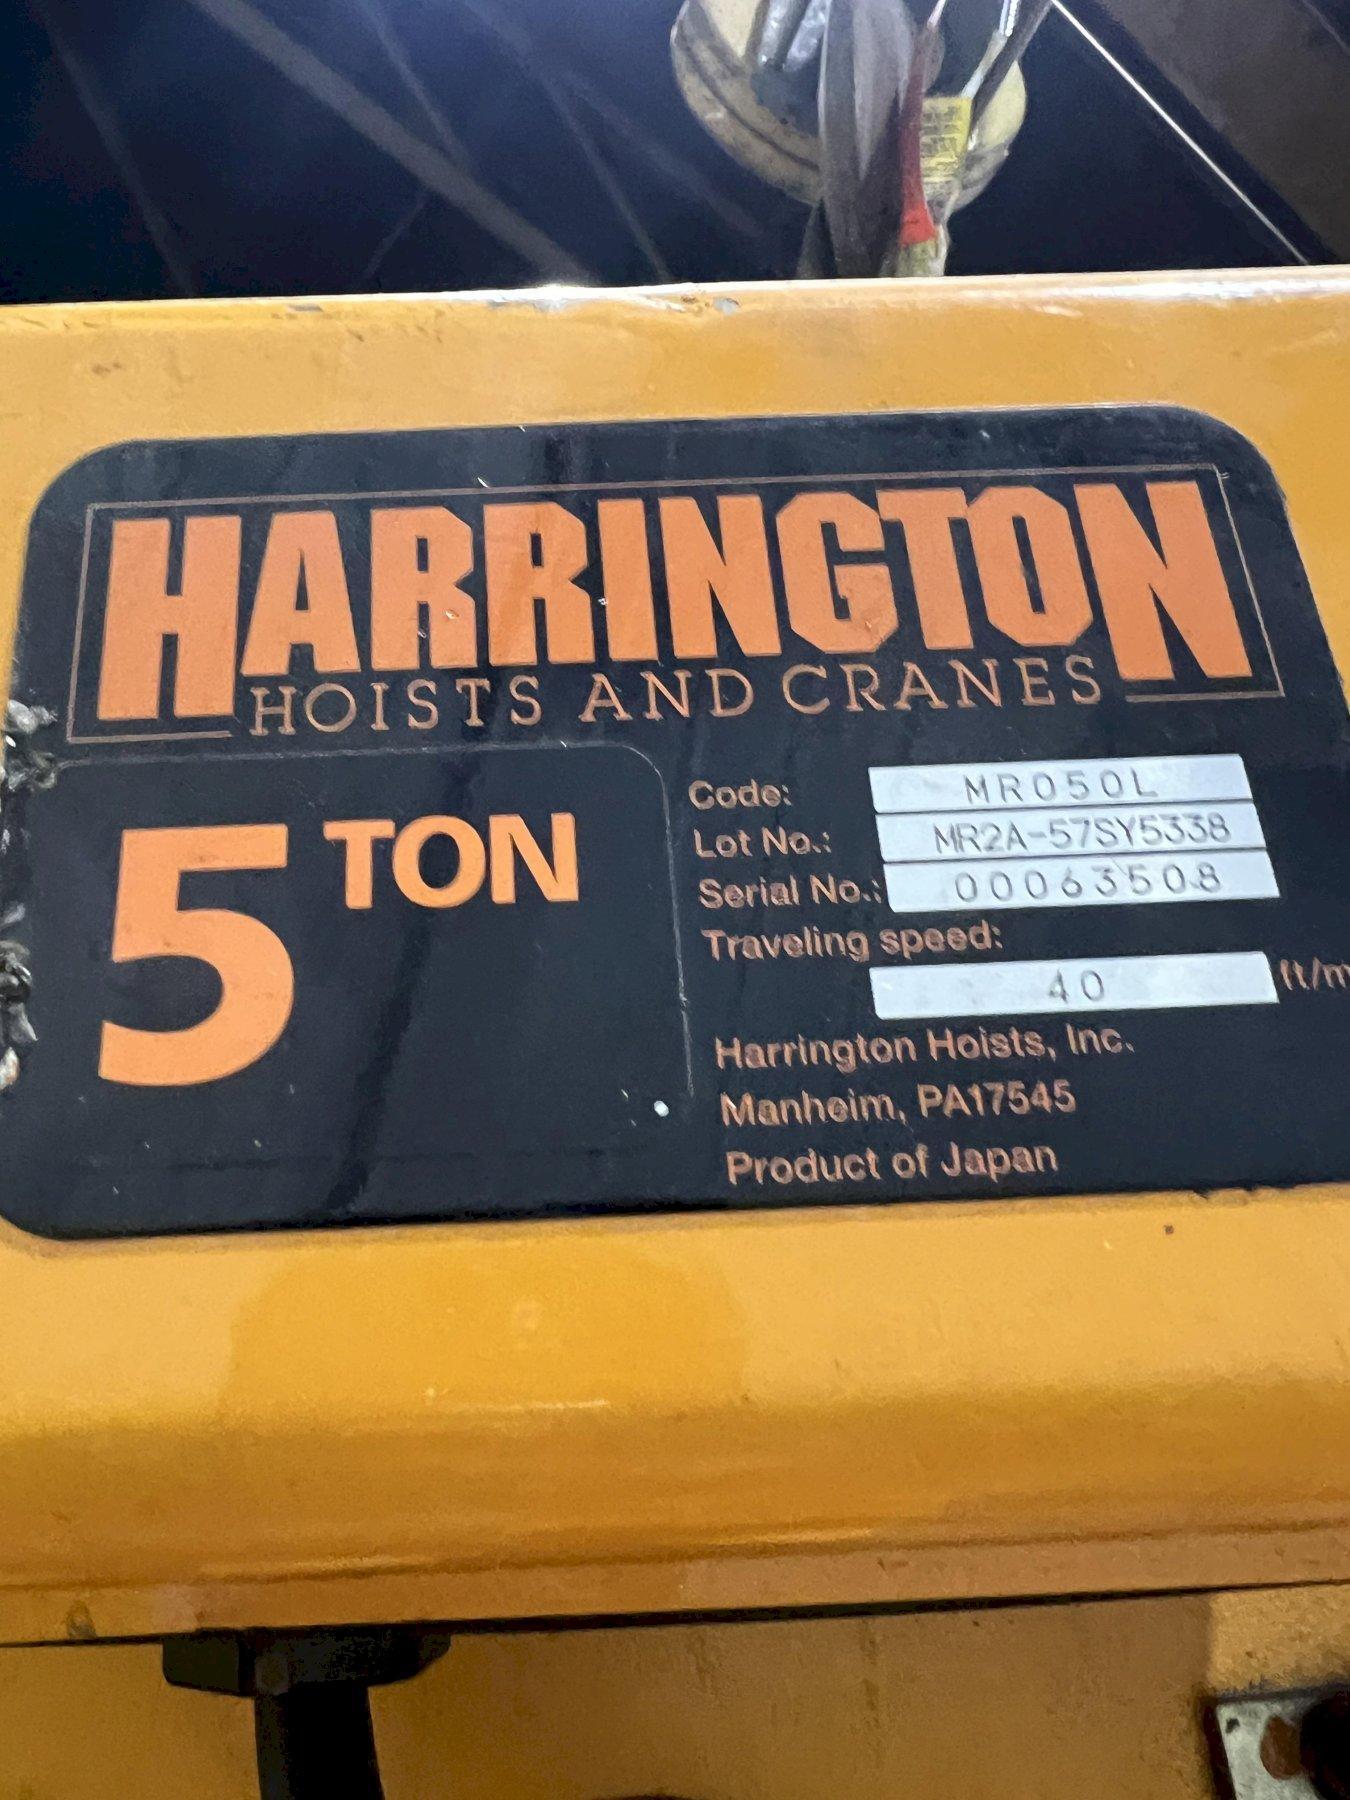 HARRINGTON
HOISTS AND CRANES
5 TON
Code: MR050L
Lot No.: MR2A-57SY5338
Serial No.: 00063508
Traveling speed:
40 ft/m
Harrington Hoists, Inc.
Manheim, PA17545
Product of Japan